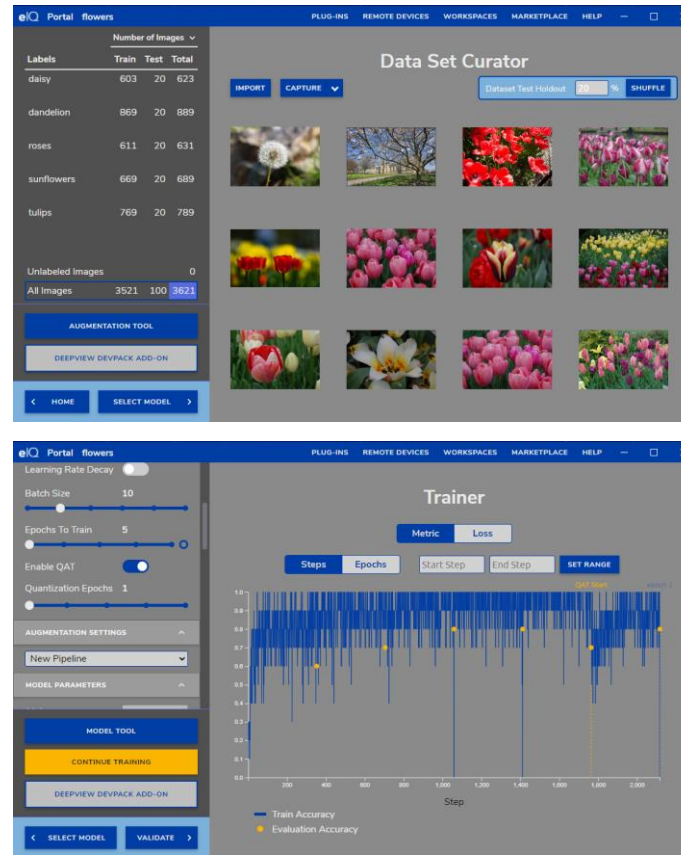 eIQ Portal flowers PLUG-INS REMOTE DEVICES WORKSPACES MARKETPLACE HELP
Number of Images
Labels Train Test Total
daisy 603 20 623
dandelion 869 20 889
roses 611 20 631
sunflowers 669 20 689
tulips 769 20 789
Unlabeled Images 0
All Images 3521 100 3621
AUGMENTATION TOOL
DEEPVIEW DEVPACK ADD-ON
HOME SELECT MODEL
Data Set Curator
IMPORT CAPTURE Dataset Test Holdout 20 % SHUFFLE
eIQ Portal flowers PLUG-INS REMOTE DEVICES WORKSPACES MARKETPLACE HELP
Learning Rate Decay
Batch Size 10
Epochs To Train 5
Enable QAT
Quantization Epochs 1
AUGMENTATION SETTINGS
New Pipeline
MODEL PARAMETERS
MODEL TOOL
CONTINUE TRAINING
DEEPVIEW DEVPACK ADD-ON
SELECT MODEL VALIDATE
Trainer
Metric Loss
Steps Epochs Start Step End Step SET RANGE
QAT Start
1.0
0.9
0.8
0.7
0.6
0.5
0.4
0.3
0.2
0.1
0.0
200 400 600 800 1,000 1,200 1,400 1,600 1,800 2,000
Step
Train Accuracy
Evaluation Accuracy